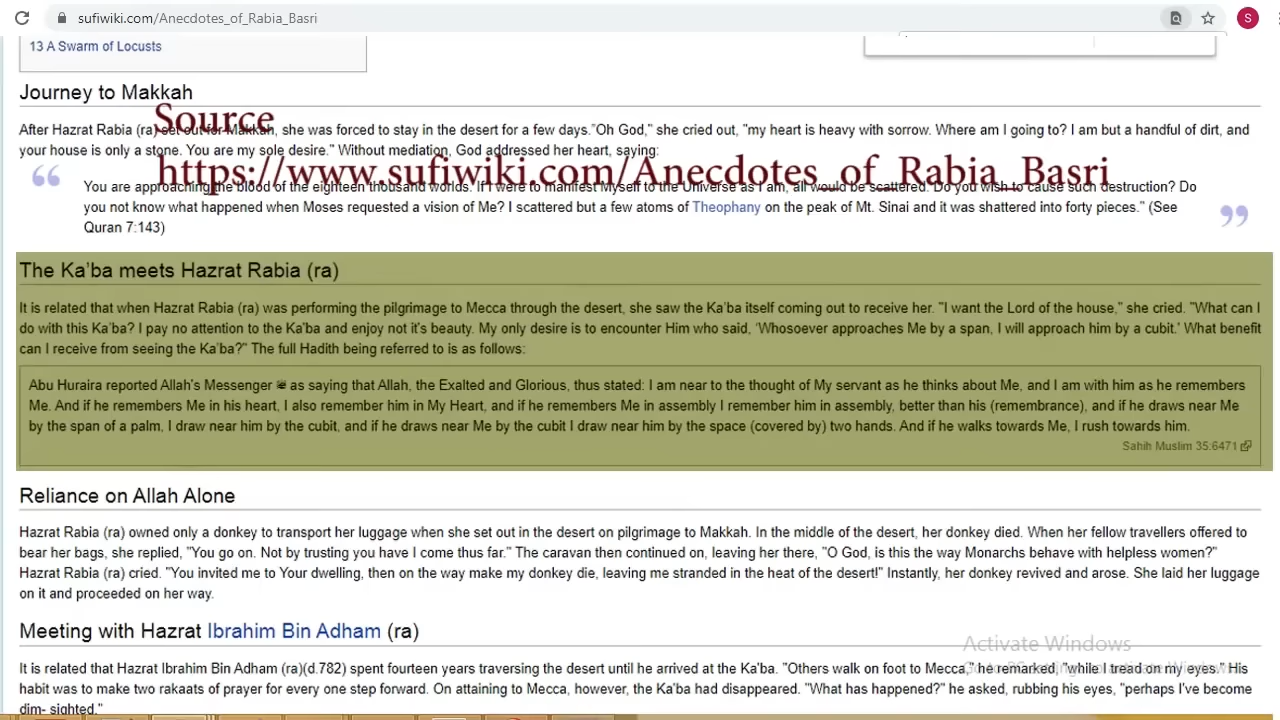 sufiwiki.com/Anecdotes_of_Rabia_Basri
S
13 A Swarm of Locusts
Journey to Makkah
Source
After Hazrat Rabia (ra) set out for Makkah, she was forced to stay in the desert for a few days."Oh God," she cried out, "my heart is heavy with sorrow. Where am I going to? I am but a handful of dirt, and
your house is only a stone. You are my sole desire." Without mediation, God addressed her heart, saying:
https://www.sufiwiki.com/Anecdotes_of_Rabia_Basri
“
You are approaching the blood of the eighteen thousand worlds. If I were to manifest Myself to the Universe as I am, all would be scattered. Do you wish to cause such destruction? Do
you not know what happened when Moses requested a vision of Me? I scattered but a few atoms of Theophany on the peak of Mt. Sinai and it was shattered into forty pieces." (See
Quran 7:143)
”
The Ka'ba meets Hazrat Rabia (ra)
It is related that when Hazrat Rabia (ra) was performing the pilgrimage to Mecca through the desert, she saw the Ka'ba itself coming out to receive her. "I want the Lord of the house," she cried. "What can I
do with this Ka'ba? I pay no attention to the Ka'ba and enjoy not it's beauty. My only desire is to encounter Him who said, 'Whosoever approaches Me by a span, I will approach him by a cubit.' What benefit
can I receive from seeing the Ka'ba?" The full Hadith being referred to is as follows:
Abu Huraira reported Allah's Messenger ﷺ as saying that Allah, the Exalted and Glorious, thus stated: I am near to the thought of My servant as he thinks about Me, and I am with him as he remembers
Me. And if he remembers Me in his heart, I also remember him in My Heart, and if he remembers Me in assembly I remember him in assembly, better than his (remembrance), and if he draws near Me
by the span of a palm, I draw near him by the cubit, and if he draws near Me by the cubit I draw near him by the space (covered by) two hands. And if he walks towards Me, I rush towards him.
Sahih Muslim 35:6471
Reliance on Allah Alone
Hazrat Rabia (ra) owned only a donkey to transport her luggage when she set out in the desert on pilgrimage to Makkah. In the middle of the desert, her donkey died. When her fellow travellers offered to
bear her bags, she replied, "You go on. Not by trusting you have I come thus far." The caravan then continued on, leaving her there, "O God, is this the way Monarchs behave with helpless women?"
Hazrat Rabia (ra) cried. "You invited me to Your dwelling, then on the way make my donkey die, leaving me stranded in the heat of the desert!" Instantly, her donkey revived and arose. She laid her luggage
on it and proceeded on her way.
Meeting with Hazrat Ibrahim Bin Adham (ra)
Activate Windows
It is related that Hazrat Ibrahim Bin Adham (ra)(d.782) spent fourteen years traversing the desert until he arrived at the Ka'ba. "Others walk on foot to Mecca," he remarked, "while I tread on my eyes." His
habit was to make two rakaats of prayer for every one step forward. On attaining to Mecca, however, the Ka'ba had disappeared. "What has happened?" he asked, rubbing his eyes, "perhaps I've become
dim- sighted."